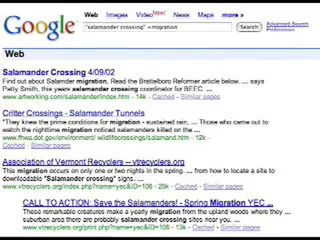 Web Images Video New! News Maps more »
Google
"salamander crossing" +migration
Search
Advanced Search
Preferences
Web
Salamander Crossing 4/09/02
Find out about Salamder migration. Read the Brattleboro Reformer article below. ... says
Patty Smith, this years salamander crossing coordinator for BEEC. ...
www.artworking.com/salamander/index.htm - 14k - Cached - Similar pages
Critter Crossings - Salamander Tunnels
"They knew the prime conditions for migration - sustained rain, ... Those who came out to
watch the nighttime migration noticed salamanders killed on the ...
www.fhwa.dot.gov/environment/ wildlifecrossings/salamand.htm - 12k -
Cached - Similar pages
Association of Vermont Recyclers -- vtrecyclers.org
This migration occurs on only one or two nights in the spring. ... from how to locate a site to
downloadable "Salamander crossing" signs. ...
www.vtrecyclers.org/index.php?name=yec&ID=106 - 25k - Cached - Similar pages
CALL TO ACTION: Save the Salamanders! - Spring Migration YEC ...
These remarkable creatures make a yearly migration from the upland woods where they ...
suburban area there are probably salamander crossing sites near you. ...
www.vtrecyclers.org/print.php?name=yec&ID=106 - 7k -